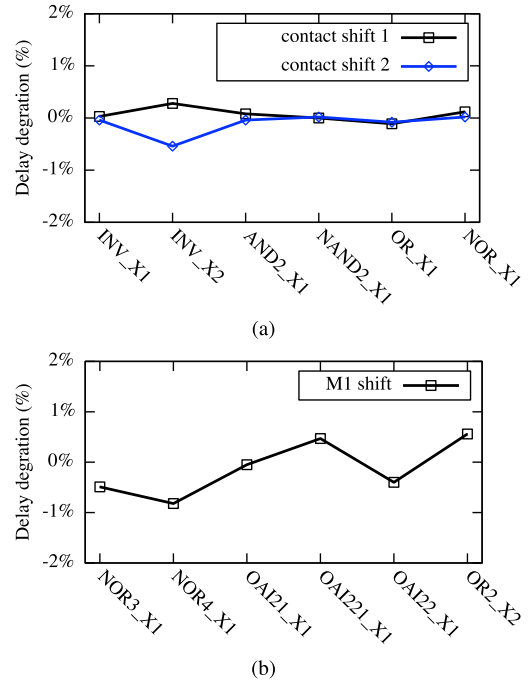 2%
1%
0%
-1%
-2%
Delay degration (%)
contact shift 1
contact shift 2
INV_X1
INV_X2
AND2_X1
NAND2_X1
OR_X1
NOR_X1
(a)
2%
1%
0%
-1%
-2%
Delay degration (%)
M1 shift
NOR3_X1
NOR4_X1
OAI21_X1
OAI221_X1
OAI22_X1
OR2_X2
(b)